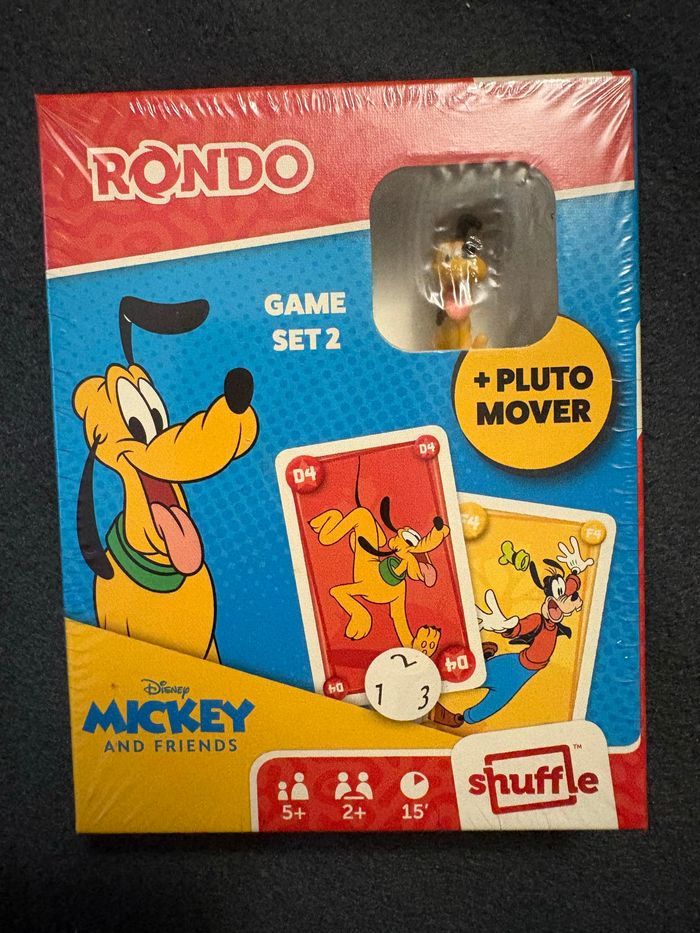 RONDO
GAME
SET 2
+ PLUTO
MOVER
D4
D4
F4
F4
D4
D4
2
1
3
Disney
MICKEY
AND FRIENDS
5+
2+
15'
shuffle™